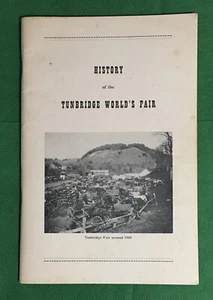 HISTORY
of the
TUNBRIDGE WORLD'S FAIR
Tunbridge Fair around 1900